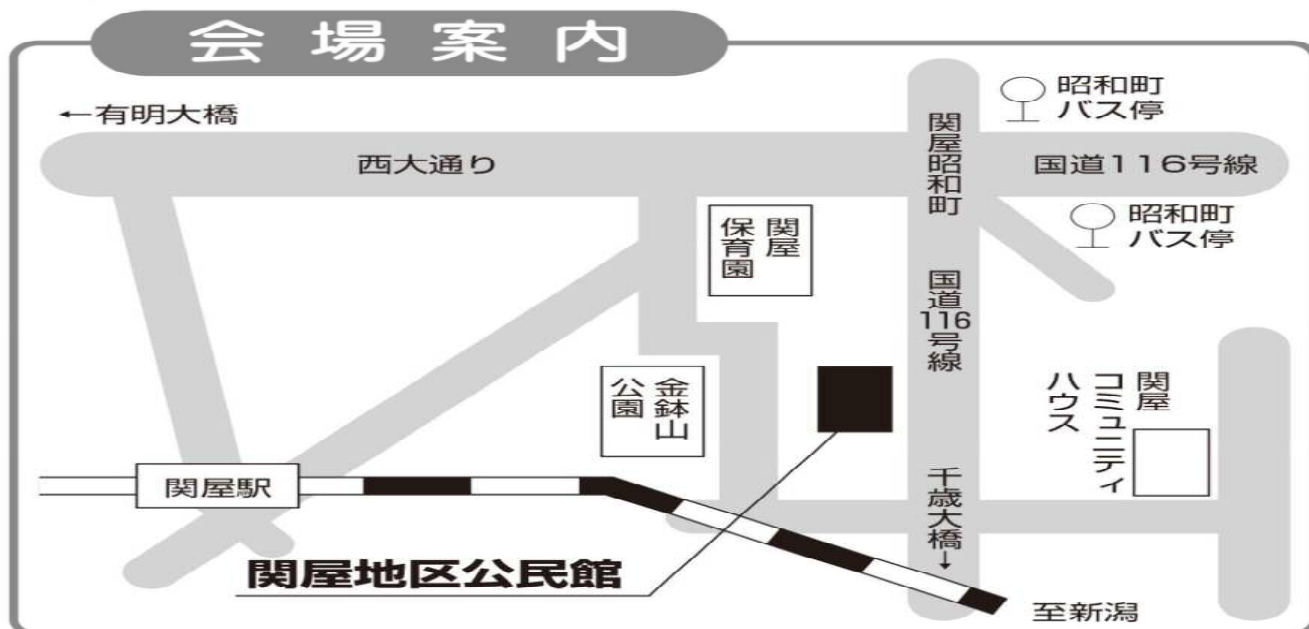 会場案内
←有明大橋
西大通り
関屋昭和町
国道116号線
昭和町
バス停
昭和町
バス停
関屋
保育園
国道116号線
金鉢山
公園
関屋
コミュニティ
ハウス
関屋駅
千歳大橋↓
関屋地区公民館
至新潟